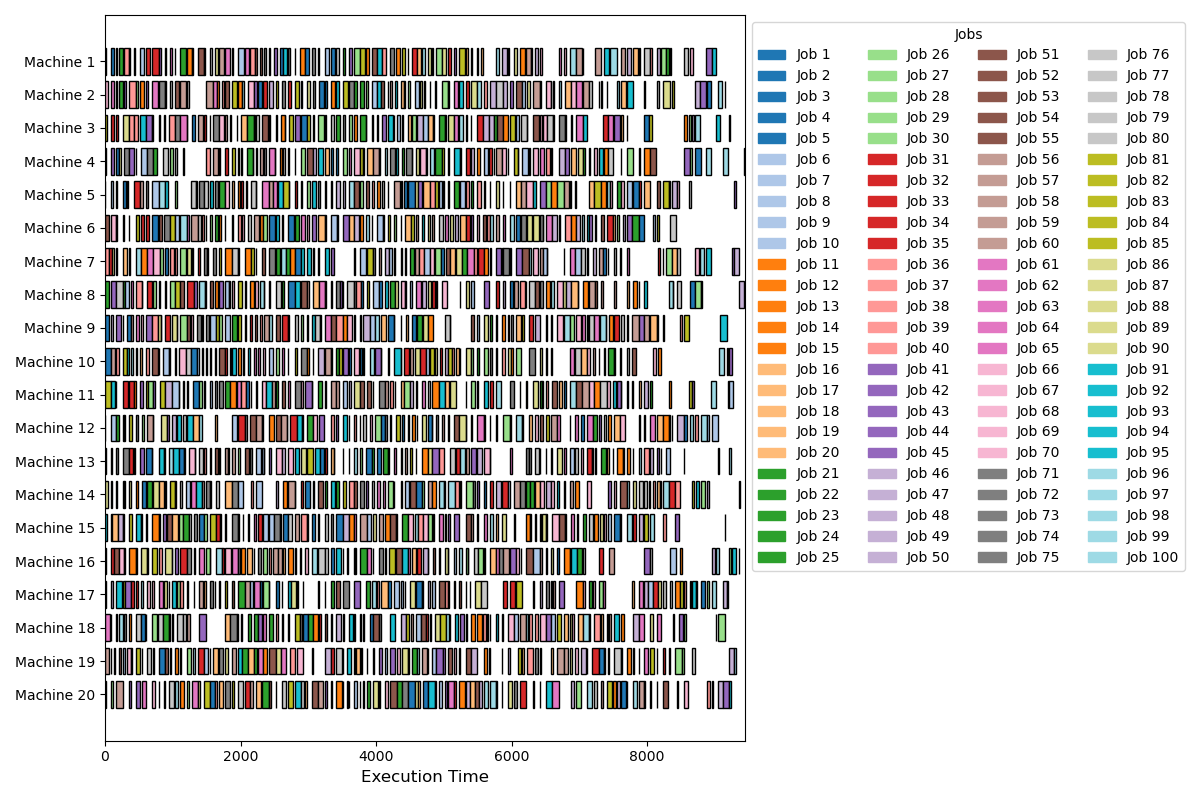 Machine 1
Machine 2
Machine 3
Machine 4
Machine 5
Machine 6
Machine 7
Machine 8
Machine 9
Machine 10
Machine 11
Machine 12
Machine 13
Machine 14
Machine 15
Machine 16
Machine 17
Machine 18
Machine 19
Machine 20
0 2000 4000 6000 8000
Execution Time
Jobs
Job 1 Job 26 Job 51 Job 76
Job 2 Job 27 Job 52 Job 77
Job 3 Job 28 Job 53 Job 78
Job 4 Job 29 Job 54 Job 79
Job 5 Job 30 Job 55 Job 80
Job 6 Job 31 Job 56 Job 81
Job 7 Job 32 Job 57 Job 82
Job 8 Job 33 Job 58 Job 83
Job 9 Job 34 Job 59 Job 84
Job 10 Job 35 Job 60 Job 85
Job 11 Job 36 Job 61 Job 86
Job 12 Job 37 Job 62 Job 87
Job 13 Job 38 Job 63 Job 88
Job 14 Job 39 Job 64 Job 89
Job 15 Job 40 Job 65 Job 90
Job 16 Job 41 Job 66 Job 91
Job 17 Job 42 Job 67 Job 92
Job 18 Job 43 Job 68 Job 93
Job 19 Job 44 Job 69 Job 94
Job 20 Job 45 Job 70 Job 95
Job 21 Job 46 Job 71 Job 96
Job 22 Job 47 Job 72 Job 97
Job 23 Job 48 Job 73 Job 98
Job 24 Job 49 Job 74 Job 99
Job 25 Job 50 Job 75 Job 100